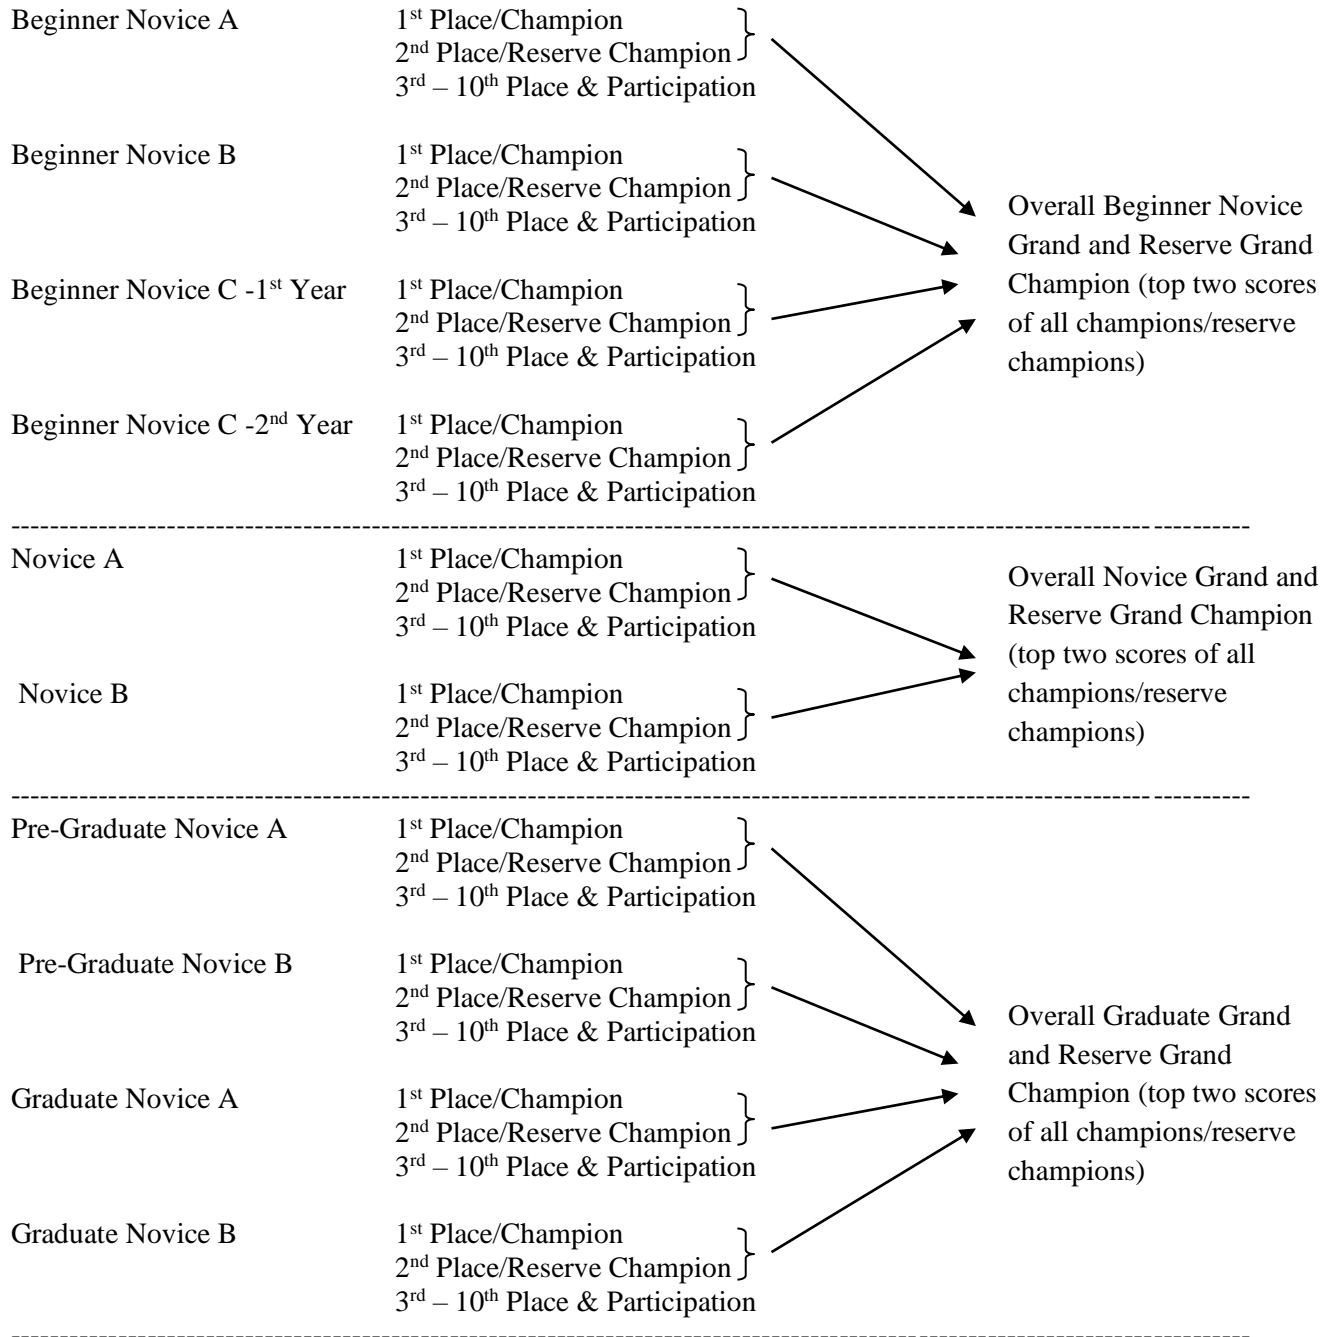 Beginner Novice A 1st Place/Champion
2nd Place/Reserve Champion
3rd – 10th Place & Participation
Beginner Novice B 1st Place/Champion
2nd Place/Reserve Champion
3rd – 10th Place & Participation
Beginner Novice C -1st Year 1st Place/Champion
2nd Place/Reserve Champion
3rd – 10th Place & Participation
Beginner Novice C -2nd Year 1st Place/Champion
2nd Place/Reserve Champion
3rd – 10th Place & Participation
Overall Beginner Novice
Grand and Reserve Grand
Champion (top two scores
of all champions/reserve
champions)
Novice A 1st Place/Champion
2nd Place/Reserve Champion
3rd – 10th Place & Participation
Novice B 1st Place/Champion
2nd Place/Reserve Champion
3rd – 10th Place & Participation
Overall Novice Grand and
Reserve Grand Champion
(top two scores of all
champions/reserve
champions)
Pre-Graduate Novice A 1st Place/Champion
2nd Place/Reserve Champion
3rd – 10th Place & Participation
Pre-Graduate Novice B 1st Place/Champion
2nd Place/Reserve Champion
3rd – 10th Place & Participation
Graduate Novice A 1st Place/Champion
2nd Place/Reserve Champion
3rd – 10th Place & Participation
Graduate Novice B 1st Place/Champion
2nd Place/Reserve Champion
3rd – 10th Place & Participation
Overall Graduate Grand
and Reserve Grand
Champion (top two scores
of all champions/reserve
champions)